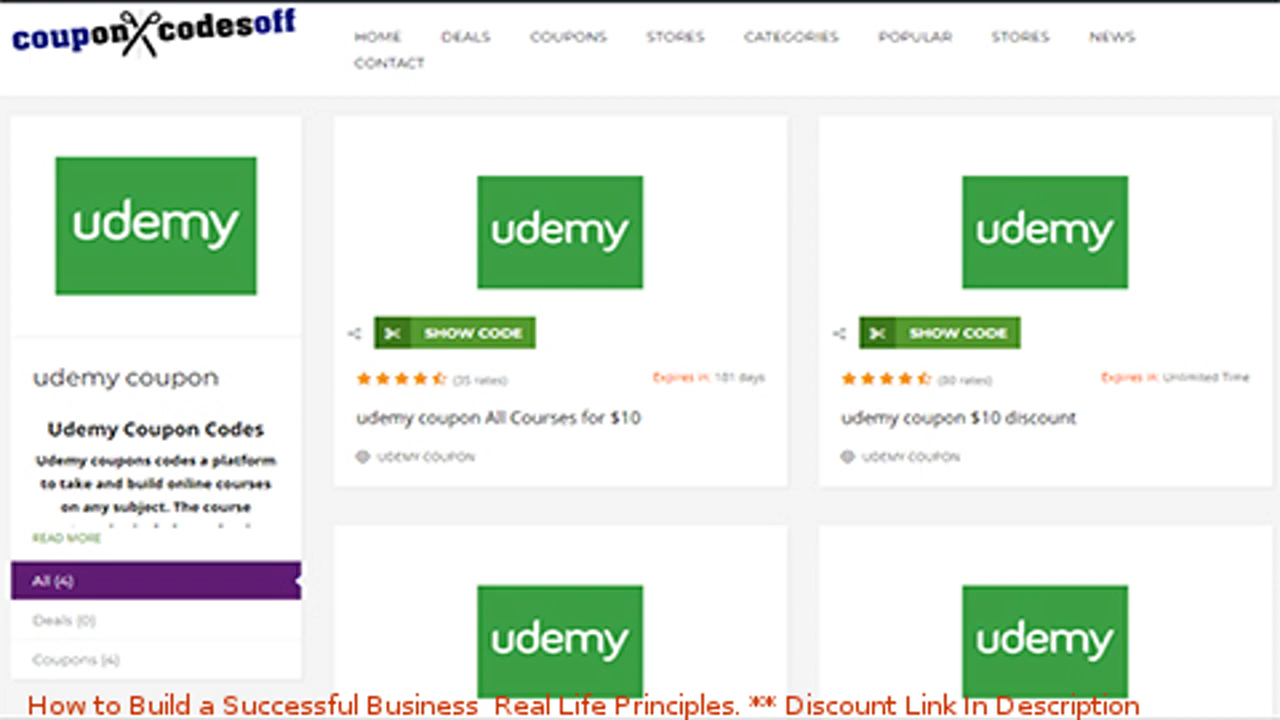 couponXcodesoff
HOME DEALS COUPONS STORES CATEGORIES POPULAR STORES NEWS
CONTACT
udemy
udemy coupon
Udemy Coupon Codes
Udemy coupons codes a platform
to take and build online courses
on any subject. The course
READ MORE
All (4)
Deals (0)
Coupons (4)
udemy
SHOW CODE
(35 rates) Expires in: 181 days
udemy coupon All Courses for $10
UDEMY COUPON
udemy
SHOW CODE
(80 rates) Expires in: Unlimited Time
udemy coupon $10 discount
UDEMY COUPON
udemy
udemy
How to Build a Successful Business Real Life Principles. ** Discount Link In Description